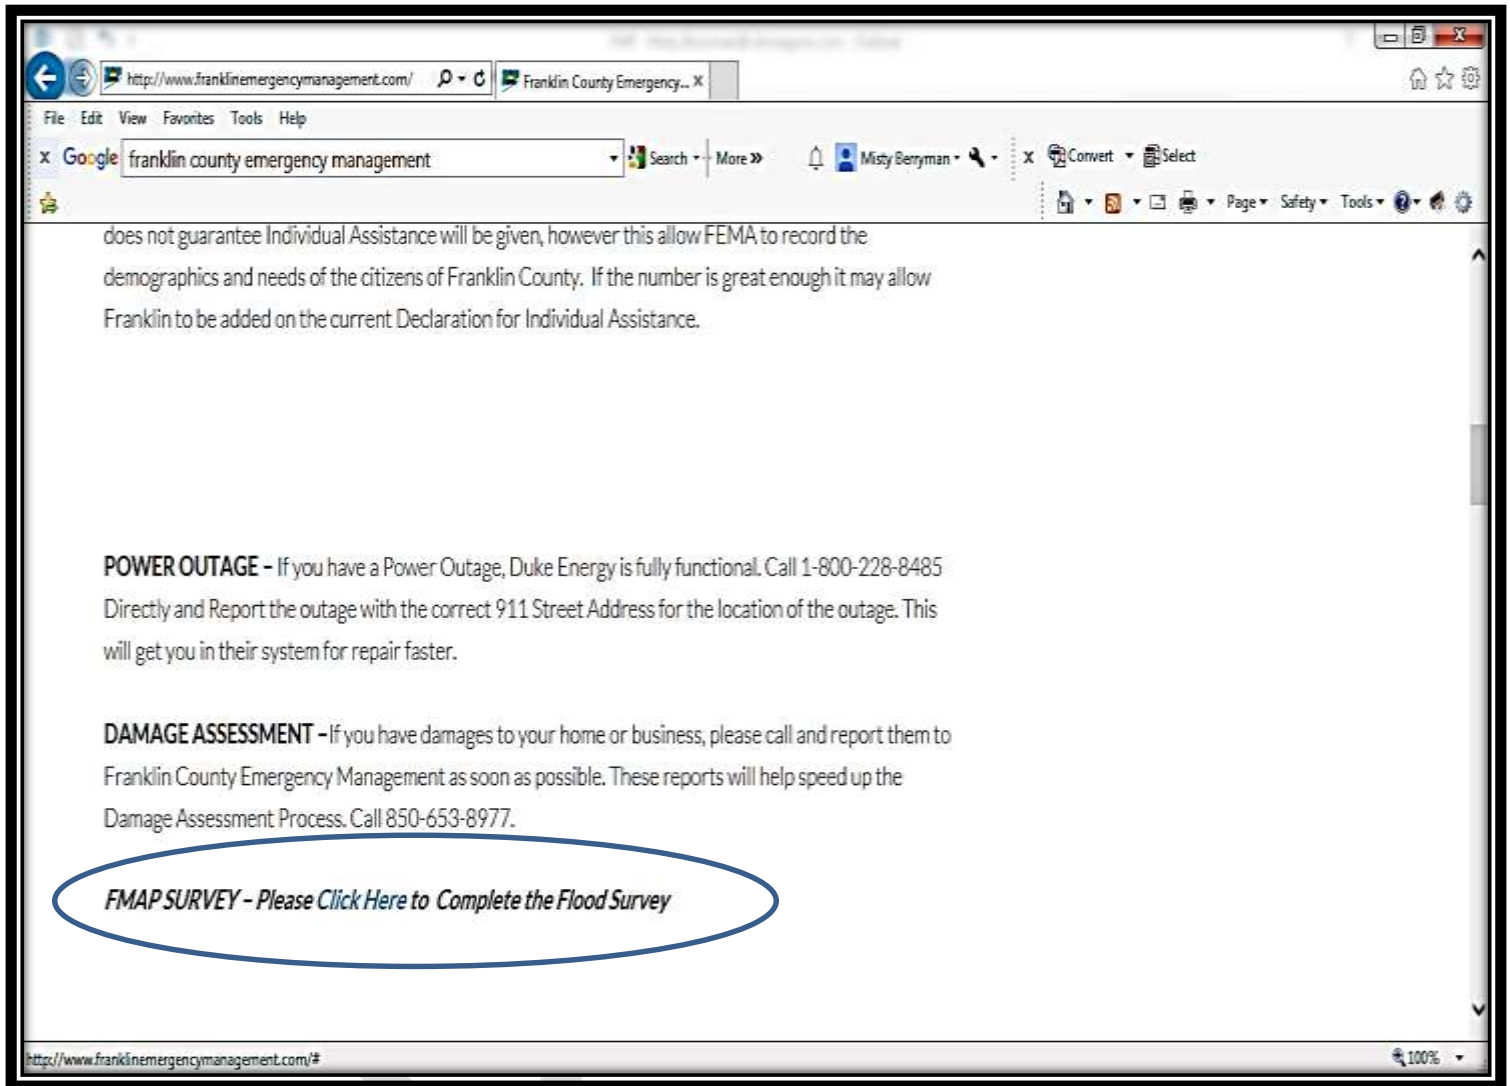 http://www.franklinemergencymanagement.com/
Franklin County Emergency... X
File Edit View Favorites Tools Help
x Google franklin county emergency management Search More » Misty Berryman x Convert Select
Page Safety Tools
does not guarantee Individual Assistance will be given, however this allow FEMA to record the
demographics and needs of the citizens of Franklin County. If the number is great enough it may allow
Franklin to be added on the current Declaration for Individual Assistance.
POWER OUTAGE – If you have a Power Outage, Duke Energy is fully functional. Call 1-800-228-8485
Directly and Report the outage with the correct 911 Street Address for the location of the outage. This
will get you in their system for repair faster.
DAMAGE ASSESSMENT –If you have damages to your home or business, please call and report them to
Franklin County Emergency Management as soon as possible. These reports will help speed up the
Damage Assessment Process. Call 850-653-8977.
FMAP SURVEY – Please Click Here to Complete the Flood Survey
http://www.franklinemergencymanagement.com/#
100%